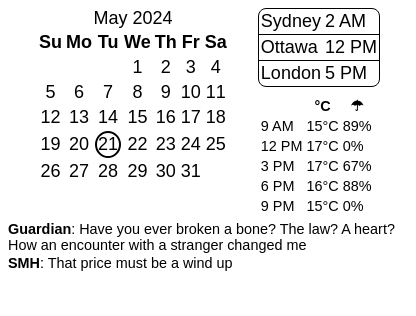 May 2024
Su Mo Tu We Th Fr Sa
1 2 3 4
5 6 7 8 9 10 11
12 13 14 15 16 17 18
19 20 21 22 23 24 25
26 27 28 29 30 31
Sydney 2 AM
Ottawa 12 PM
London 5 PM
°C ☂
9 AM 15°C 89%
12 PM 17°C 0%
3 PM 17°C 67%
6 PM 16°C 88%
9 PM 15°C 0%
Guardian: Have you ever broken a bone? The law? A heart?
How an encounter with a stranger changed me
SMH: That price must be a wind up